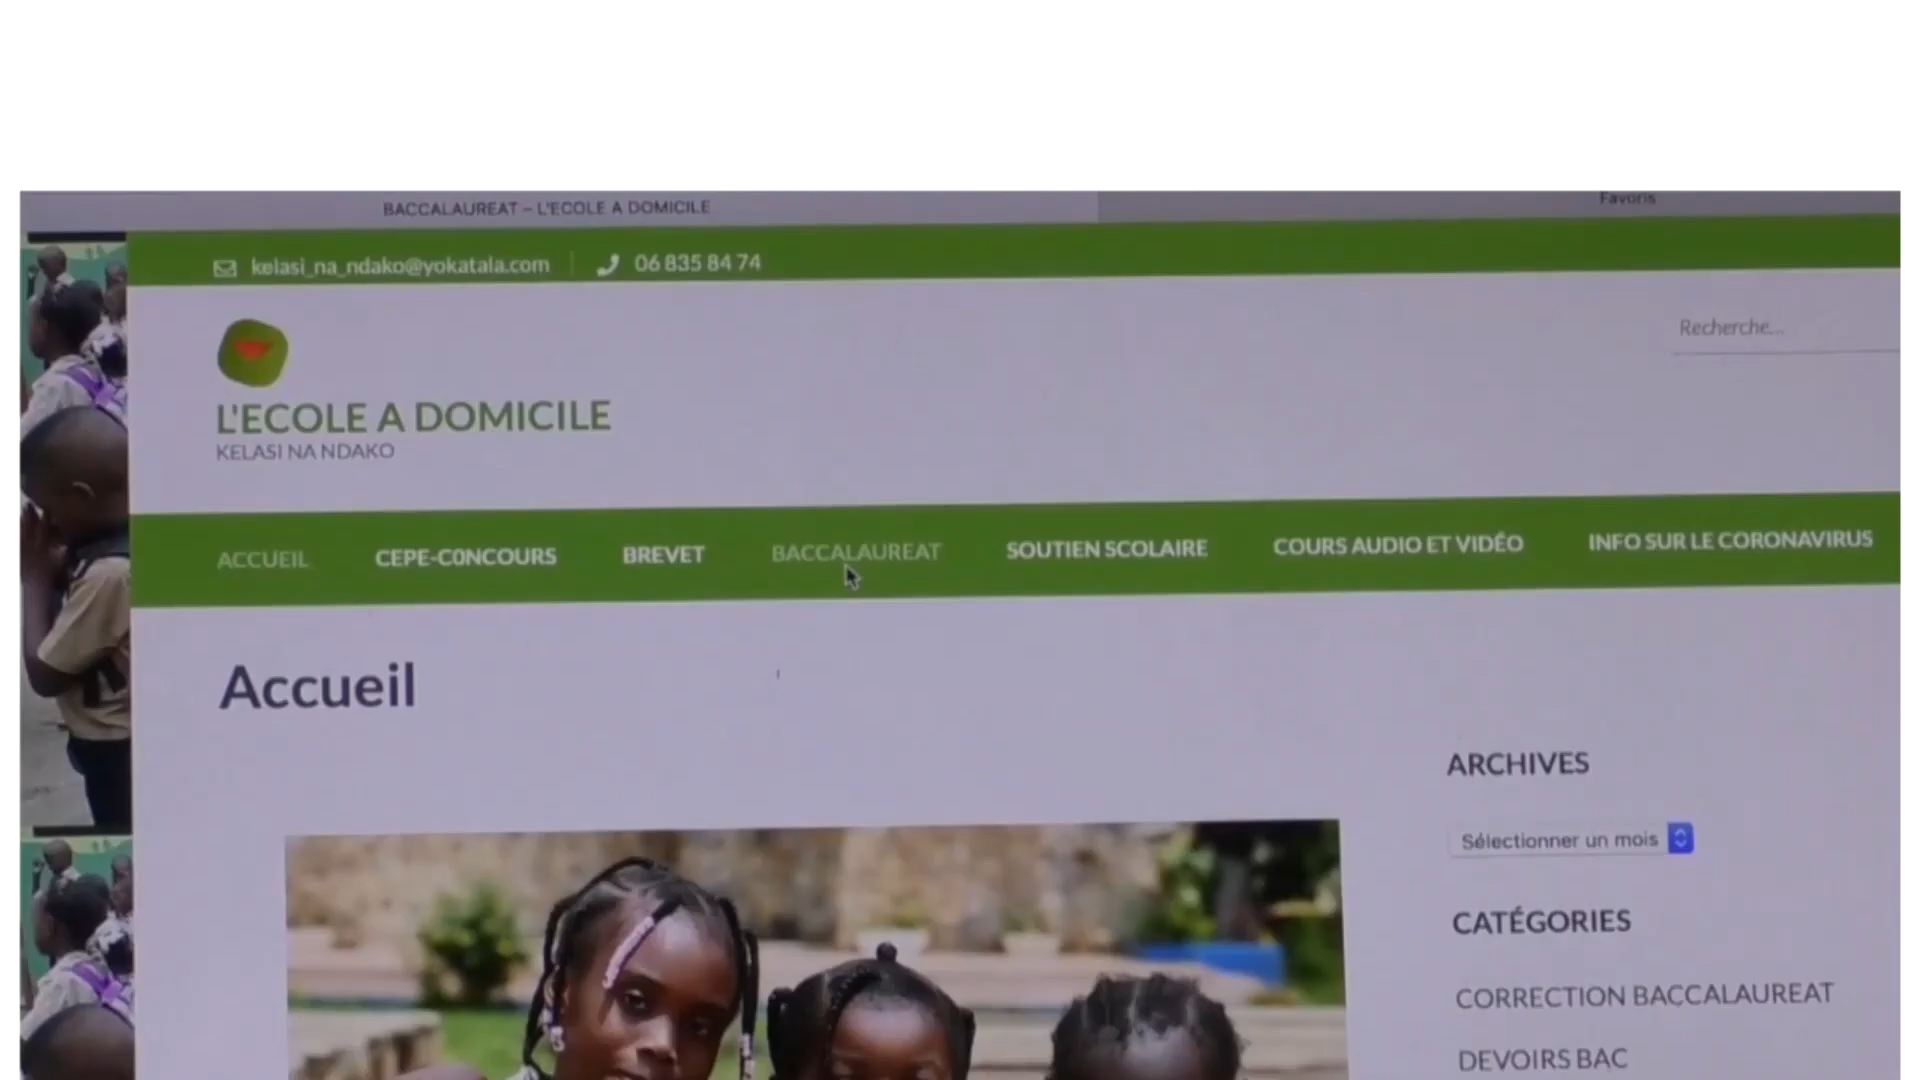 BACCALAUREAT – L'ECOLE A DOMICILE
Favoris
kelasi_na_ndako@yokatala.com
06 835 84 74
Recherche...
L'ECOLE A DOMICILE
KELASI NA NDAKO
ACCUEIL CEPE-CONCOURS BREVET BACCALAUREAT SOUTIEN SCOLAIRE COURS AUDIO ET VIDÉO INFO SUR LE CORONAVIRUS
Accueil
ARCHIVES
Sélectionner un mois
CATÉGORIES
CORRECTION BACCALAUREAT
DEVOIRS BAC